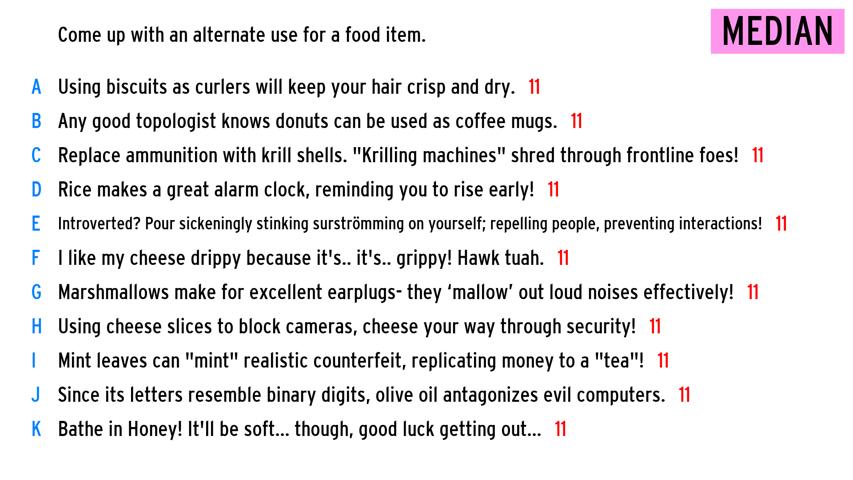 Come up with an alternate use for a food item.
MEDIAN
A Using biscuits as curlers will keep your hair crisp and dry. 11
B Any good topologist knows donuts can be used as coffee mugs. 11
C Replace ammunition with krill shells. "Krilling machines" shred through frontline foes! 11
D Rice makes a great alarm clock, reminding you to rise early! 11
E Introverted? Pour sickeningly stinking surströmming on yourself; repelling people, preventing interactions! 11
F I like my cheese drippy because it's.. it's.. grippy! Hawk tuah. 11
G Marshmallows make for excellent earplugs- they ‘mallow’ out loud noises effectively! 11
H Using cheese slices to block cameras, cheese your way through security! 11
I Mint leaves can "mint" realistic counterfeit, replicating money to a "tea"! 11
J Since its letters resemble binary digits, olive oil antagonizes evil computers. 11
K Bathe in Honey! It'll be soft... though, good luck getting out... 11